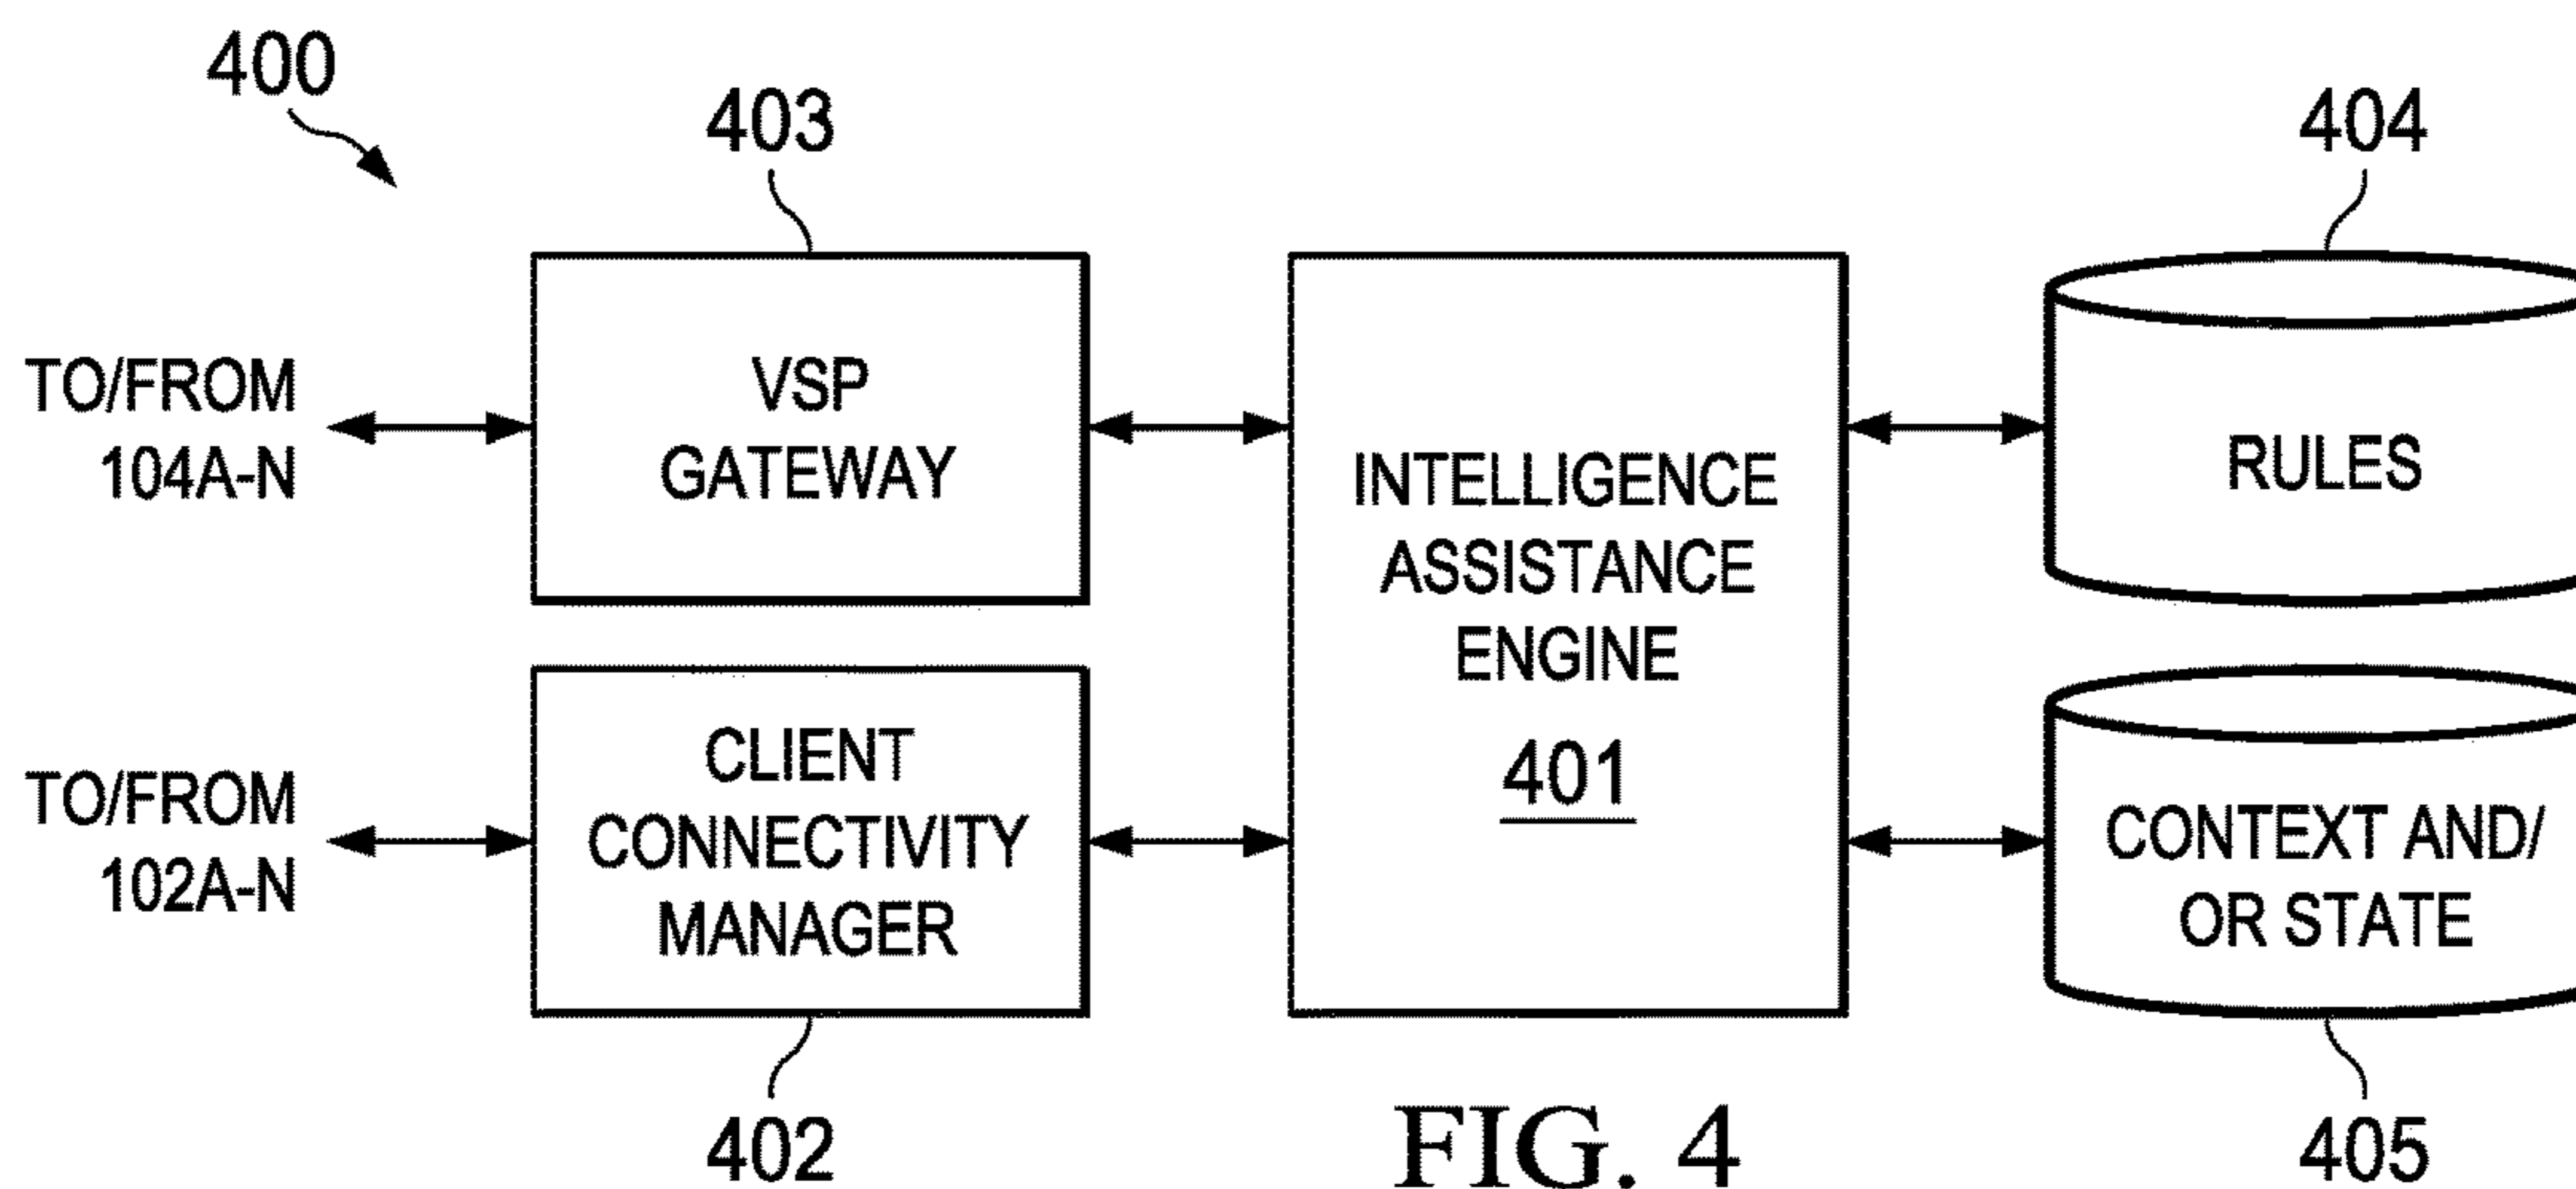 400
403
404
TO/FROM
104A-N
VSP
GATEWAY
INTELLIGENCE
ASSISTANCE
ENGINE
401
RULES
TO/FROM
102A-N
CLIENT
CONNECTIVITY
MANAGER
CONTEXT AND/
OR STATE
402
405
FIG. 4